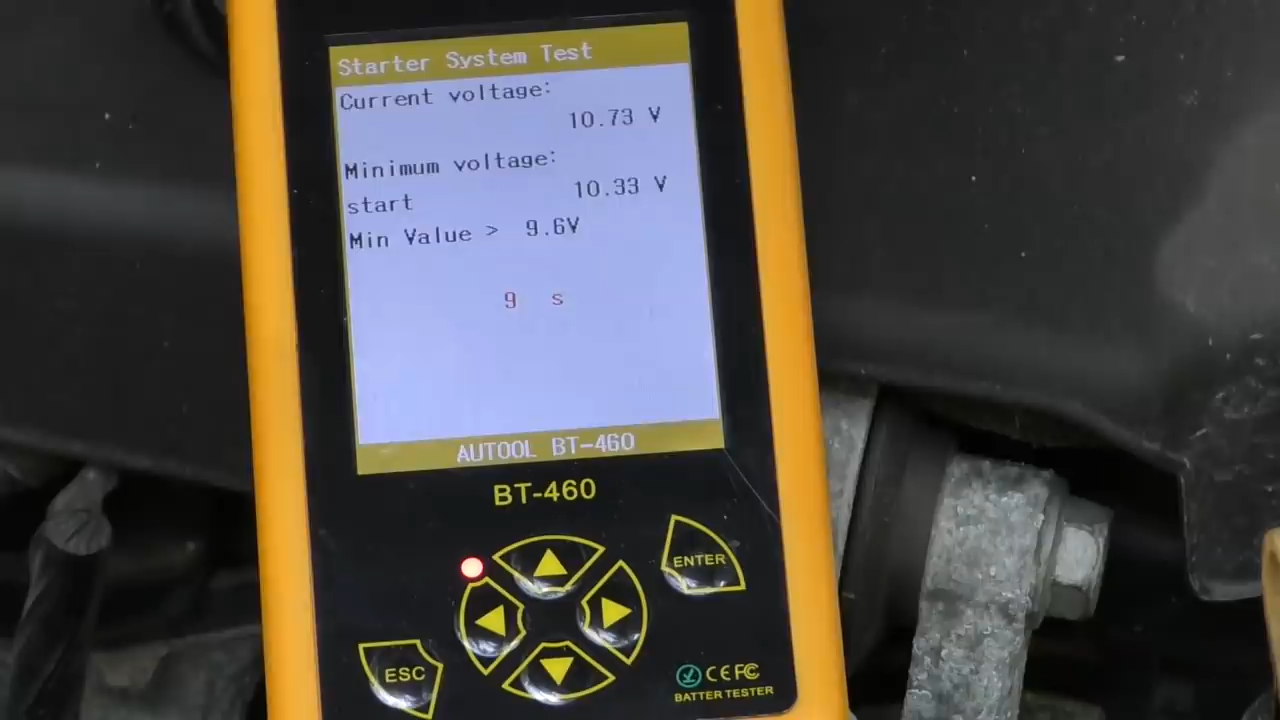 Starter System Test
Current voltage:
10.73 V
Minimum voltage:
start 10.33 V
Min Value > 9.6V
9 s
AUTOOL BT-460
BT-460
ENTER
ESC
CE FC
BATTER TESTER